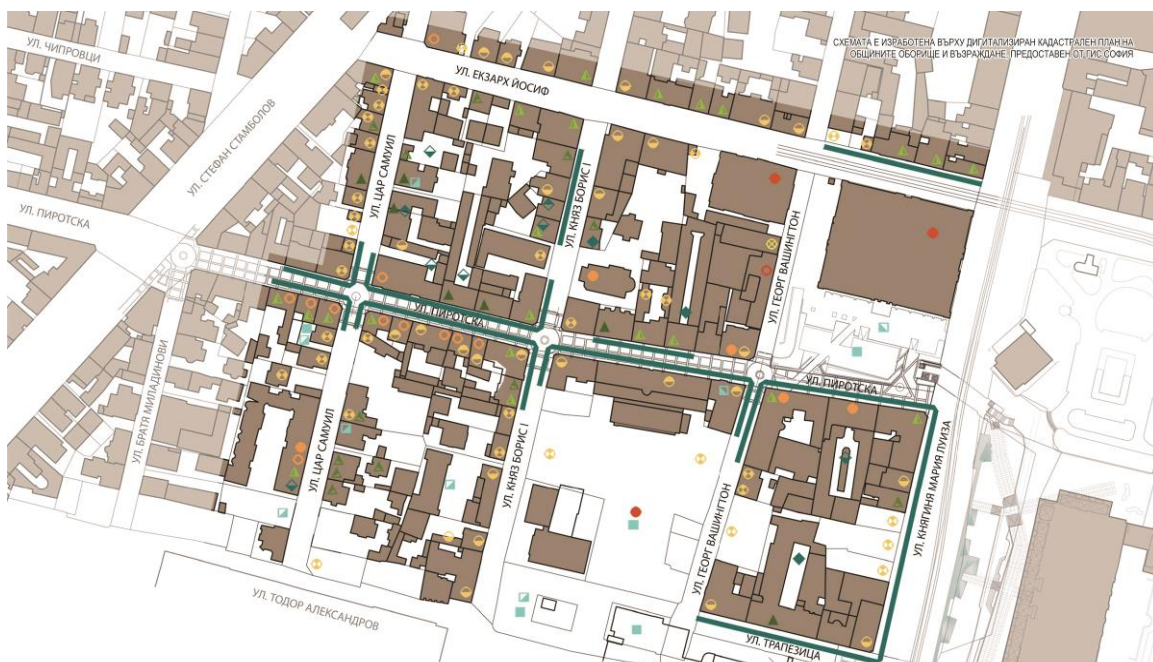 СХЕМАТА Е ИЗРАБОТЕНА ВЪРХУ ДИГИТАЛИЗИРАН КАДАСТРАЛЕН ПЛАН НА
ОБЩИНИТЕ ОБОРИЩЕ И ВЪЗРАЖДАНЕ, ПРЕДОСТАВЕН ОТ ГИС СОФИЯ
УЛ. ЧИПРОВЦИ
УЛ. ЕКЗАРХ ЙОСИФ
УЛ. СТЕФАН СТАМБОЛОВ
УЛ. ЦАР САМУИЛ
УЛ. КНЯЗ БОРИС I
УЛ. ПИРОТСКА
УЛ. ГЕОРГ ВАШИНГТОН
УЛ. ПИРОТСКА
УЛ. ПИРОТСКА
УЛ. БРАТЯ МИЛАДИНОВИ
УЛ. ЦАР САМУИЛ
УЛ. КНЯЗ БОРИС I
УЛ. ГЕОРГ ВАШИНГТОН
УЛ. КНЯГИНЯ МАРИЯ ЛУИЗА
УЛ. ТОДОР АЛЕКСАНДРОВ
УЛ. ТРАПЕЗИЦА